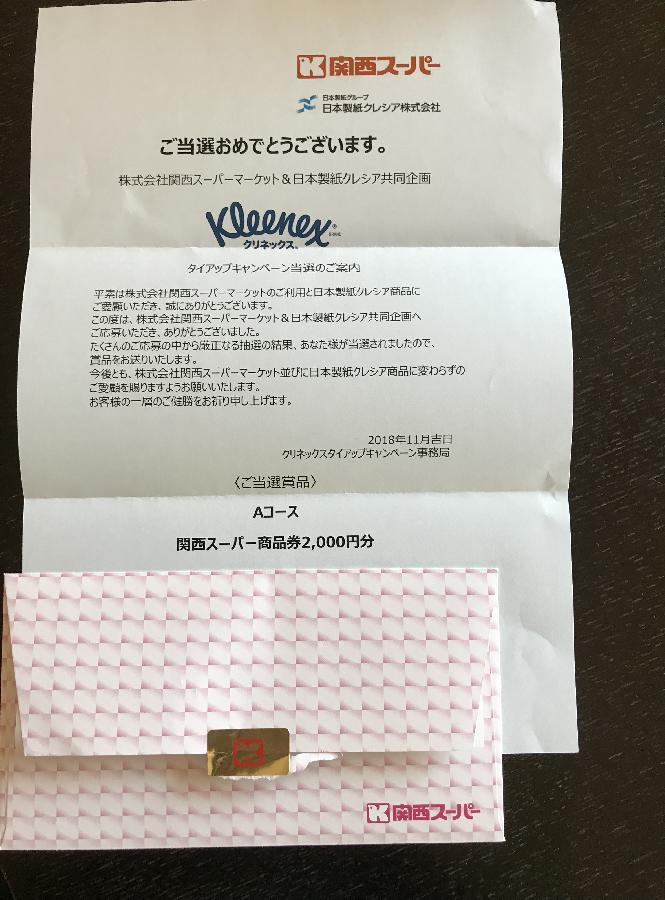 関西スーパー
日本製紙グループ
日本製紙クレシア株式会社
ご当選おめでとうございます。
株式会社関西スーパーマーケット＆日本製紙クレシア共同企画
Kleenex®
BRAND
クリネックス®
タイアップキャンペーン当選のご案内
平素は株式会社関西スーパーマーケットのご利用と日本製紙クレシア商品に
ご愛顧いただき、誠にありがとうございます。
この度は、株式会社関西スーパーマーケット＆日本製紙クレシア共同企画へ
ご応募いただき、ありがとうございました。
たくさんのご応募の中から厳正なる抽選の結果、あなた様が当選されましたので、
賞品をお送りいたします。
今後とも、株式会社関西スーパーマーケット並びに日本製紙クレシア商品に変わらずの
ご愛顧を賜りますようお願いいたします。
お客様の一層のご健勝をお祈り申し上げます。
2018年11月吉日
クリネックスタイアップキャンペーン事務局
〈ご当選賞品〉
Aコース
関西スーパー商品券2,000円分
関西スーパー